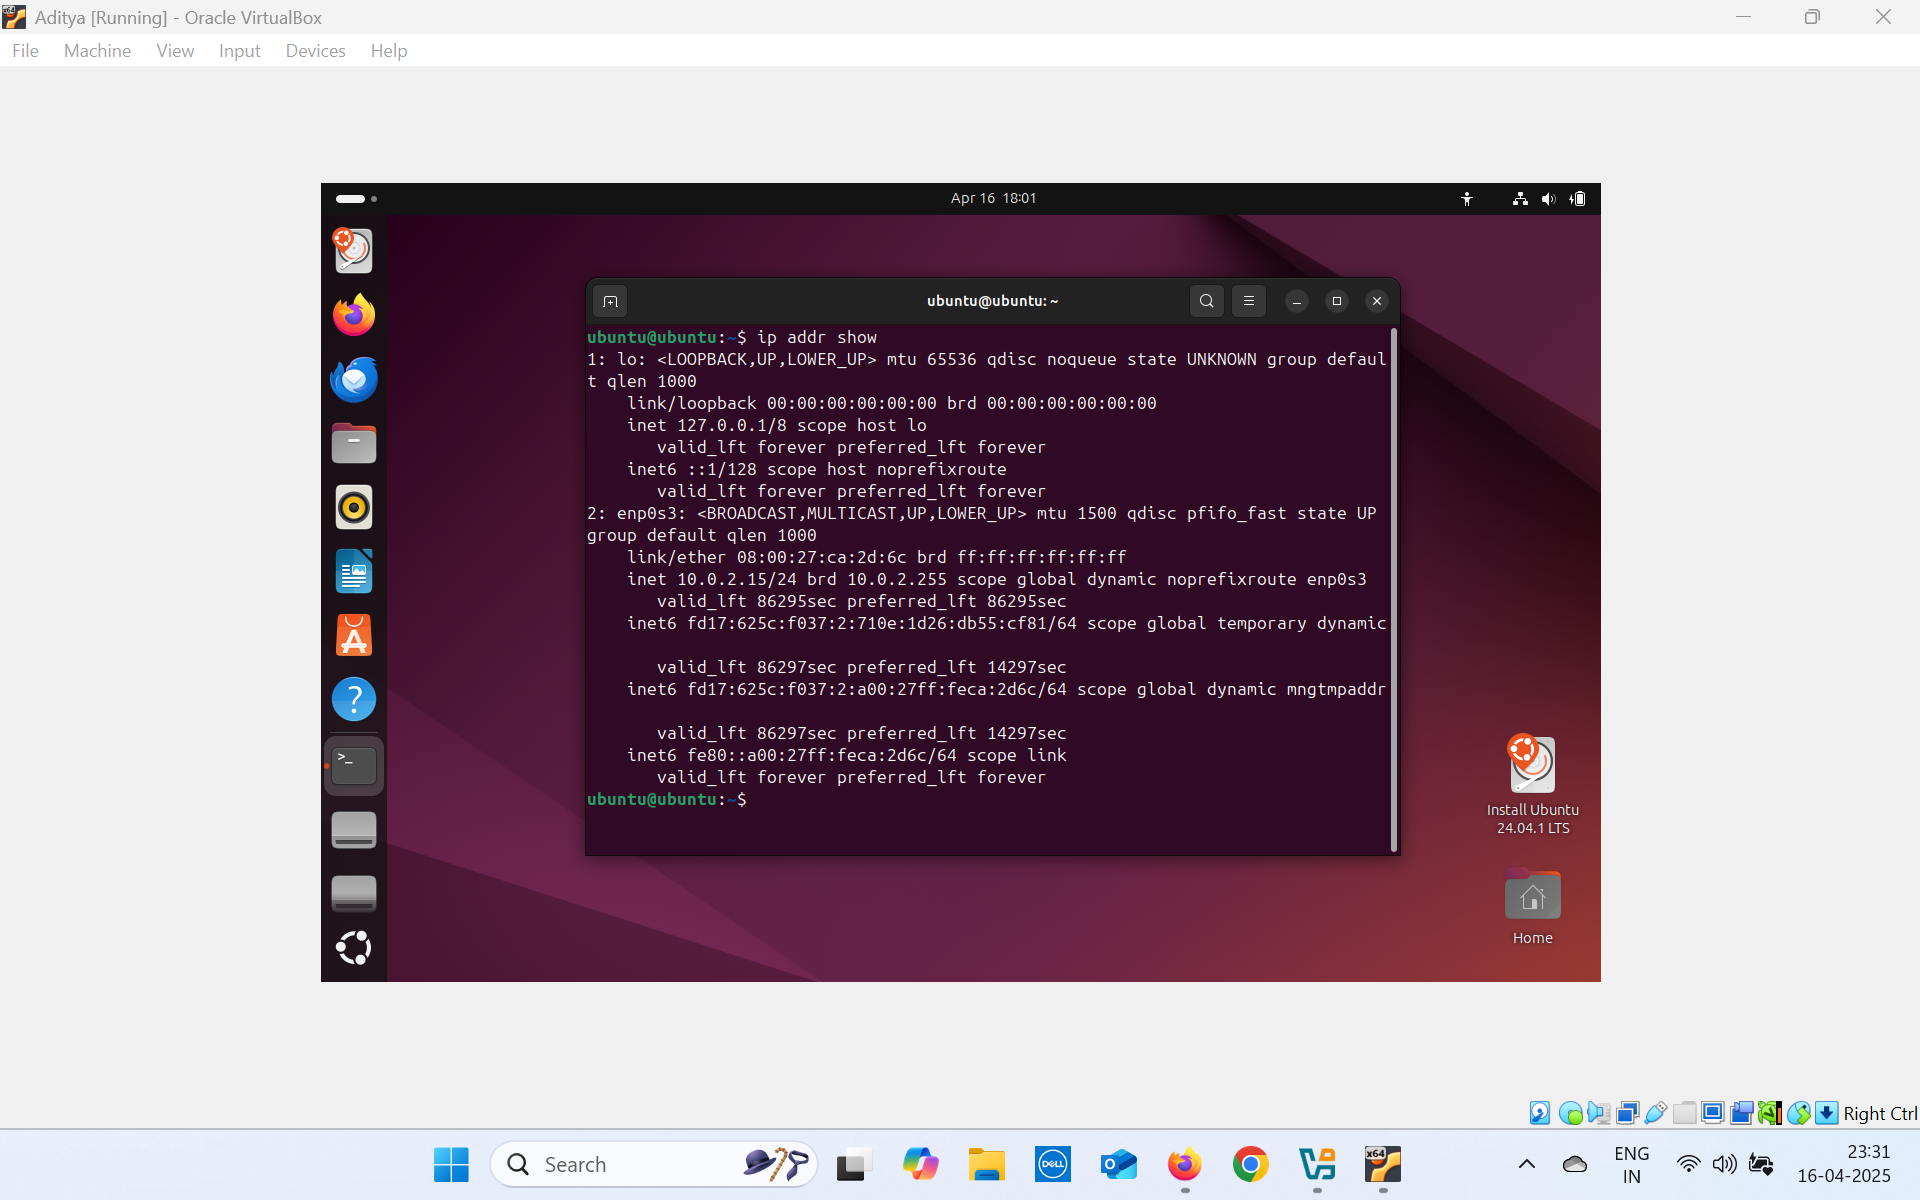 Aditya [Running] - Oracle VirtualBox
File Machine View Input Devices Help
Apr 16 18:01
ubuntu@ubuntu: ~
ubuntu@ubuntu:~$ ip addr show
1: lo: <LOOPBACK,UP,LOWER_UP> mtu 65536 qdisc noqueue state UNKNOWN group defaul
t qlen 1000
link/loopback 00:00:00:00:00:00 brd 00:00:00:00:00:00
inet 127.0.0.1/8 scope host lo
valid_lft forever preferred_lft forever
inet6 ::1/128 scope host noprefixroute
valid_lft forever preferred_lft forever
2: enp0s3: <BROADCAST,MULTICAST,UP,LOWER_UP> mtu 1500 qdisc pfifo_fast state UP
group default qlen 1000
link/ether 08:00:27:ca:2d:6c brd ff:ff:ff:ff:ff:ff
inet 10.0.2.15/24 brd 10.0.2.255 scope global dynamic noprefixroute enp0s3
valid_lft 86295sec preferred_lft 86295sec
inet6 fd17:625c:f037:2:710e:1d26:db55:cf81/64 scope global temporary dynamic
valid_lft 86297sec preferred_lft 14297sec
inet6 fd17:625c:f037:2:a00:27ff:feca:2d6c/64 scope global dynamic mngtmpaddr
valid_lft 86297sec preferred_lft 14297sec
inet6 fe80::a00:27ff:feca:2d6c/64 scope link
valid_lft forever preferred_lft forever
ubuntu@ubuntu:~$
Install Ubuntu
24.04.1 LTS
Home
Right Ctrl
Search
DELL
x64
ENG
IN
23:31
16-04-2025